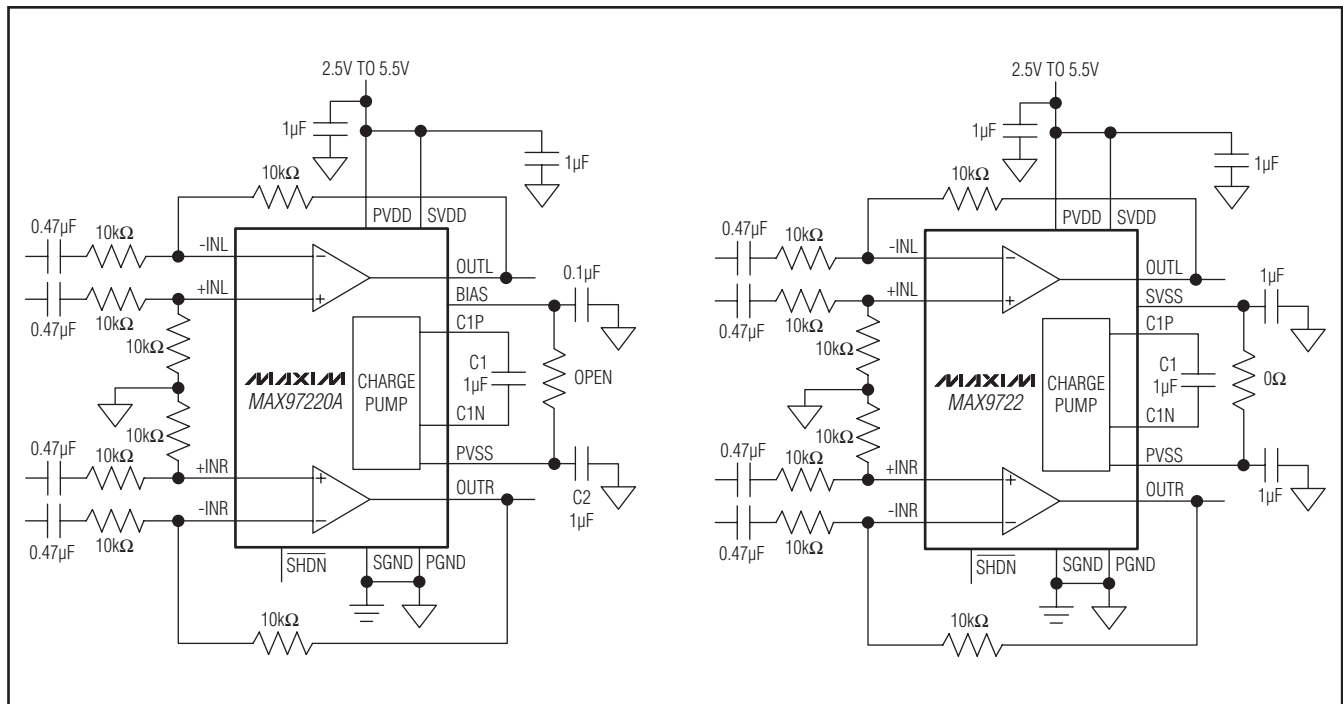 2.5V TO 5.5V
1µF
1µF
10kΩ
PVDD
SVDD
0.47µF
10kΩ
-INL
OUTL
0.1µF
+INL
BIAS
0.47µF
10kΩ
C1P
10kΩ
C1
1µF
OPEN
MAXIM
MAX97220A
CHARGE
PUMP
C1N
10kΩ
0.47µF
10kΩ
+INR
PVSS
OUTR
C2
1µF
-INR
0.47µF
10kΩ
SHDN
SGND
PGND
10kΩ
2.5V TO 5.5V
1µF
1µF
10kΩ
PVDD
SVDD
0.47µF
10kΩ
-INL
OUTL
1µF
+INL
SVSS
0.47µF
10kΩ
C1P
10kΩ
C1
1µF
0Ω
MAXIM
MAX9722
CHARGE
PUMP
C1N
10kΩ
0.47µF
10kΩ
+INR
PVSS
OUTR
1µF
-INR
0.47µF
10kΩ
SHDN
SGND
PGND
10kΩ